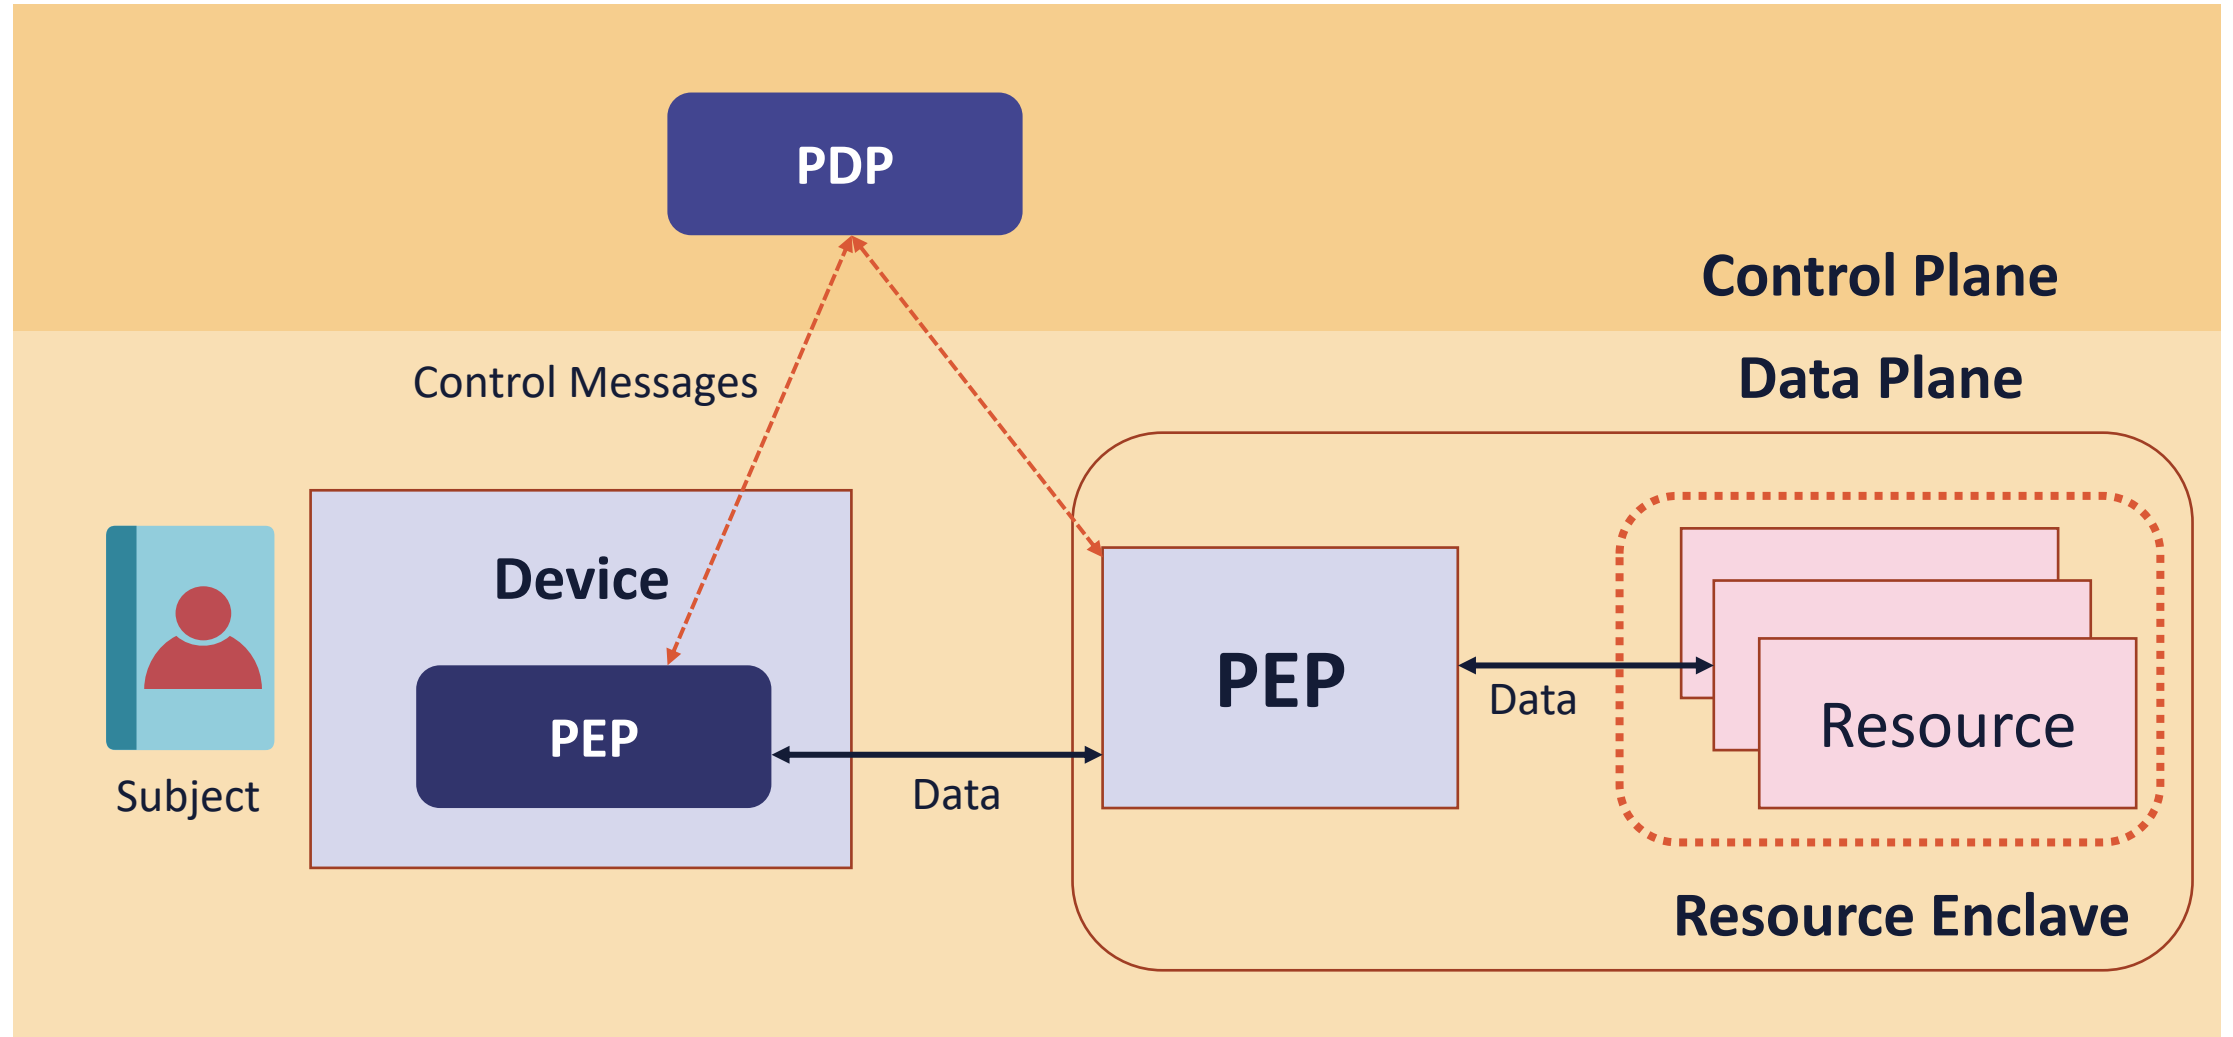 PDP
Control Plane
Control Messages
Data Plane
Device
PEP
Subject
Data
PEP
Data
Resource
Resource Enclave